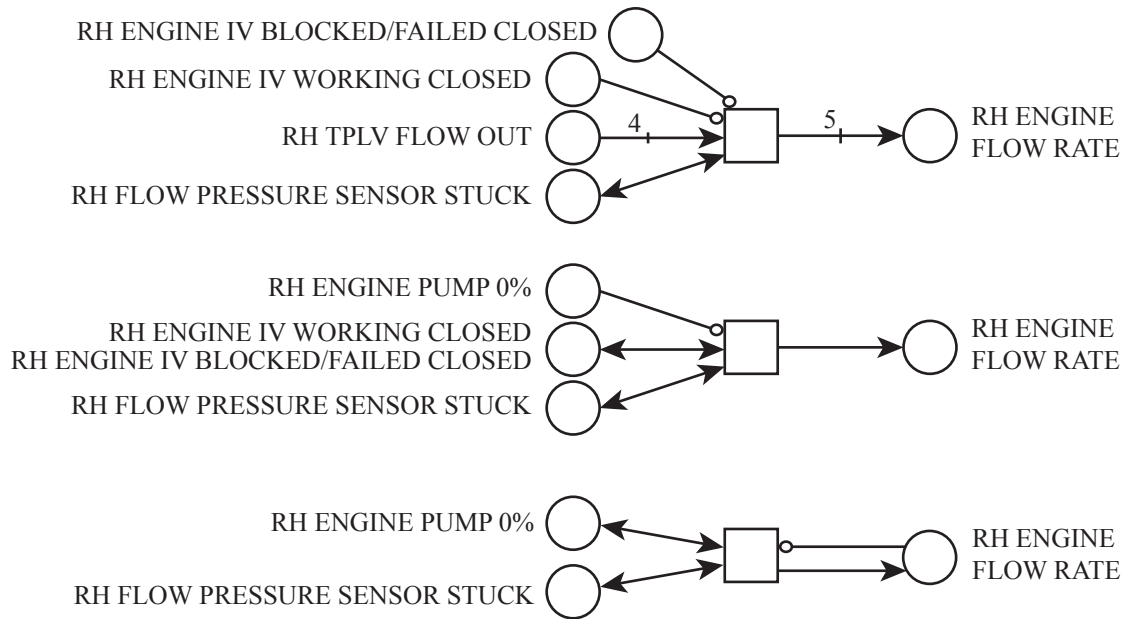 RH ENGINE IV BLOCKED/FAILED CLOSED
RH ENGINE IV WORKING CLOSED
RH TPLV FLOW OUT
4
5
RH ENGINE
FLOW RATE
RH FLOW PRESSURE SENSOR STUCK
RH ENGINE PUMP 0%
RH ENGINE IV WORKING CLOSED
RH ENGINE IV BLOCKED/FAILED CLOSED
RH ENGINE
FLOW RATE
RH FLOW PRESSURE SENSOR STUCK
RH ENGINE PUMP 0%
RH ENGINE
FLOW RATE
RH FLOW PRESSURE SENSOR STUCK